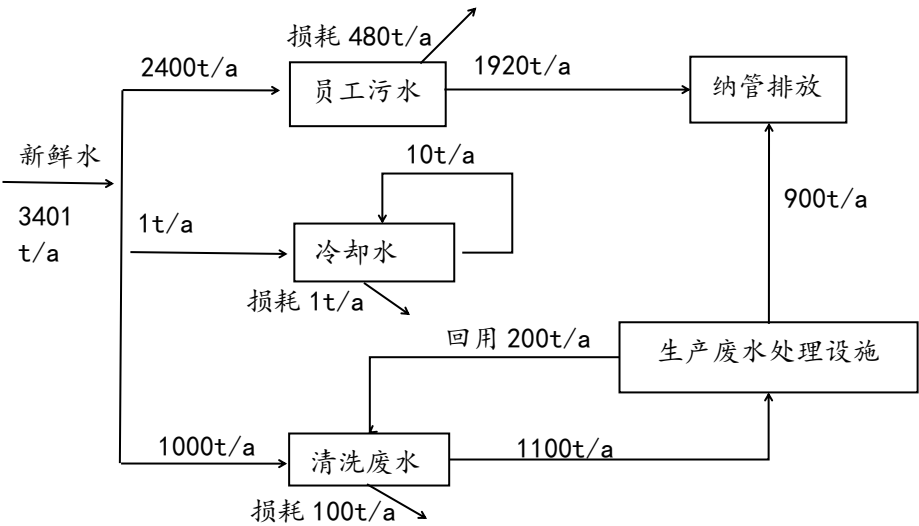 损耗 480t/a
2400t/a
员工污水
1920t/a
纳管排放
新鲜水
3401
t/a
10t/a
900t/a
1t/a
冷却水
损耗 1t/a
回用 200t/a
生产废水处理设施
1000t/a
清洗废水
1100t/a
损耗 100t/a